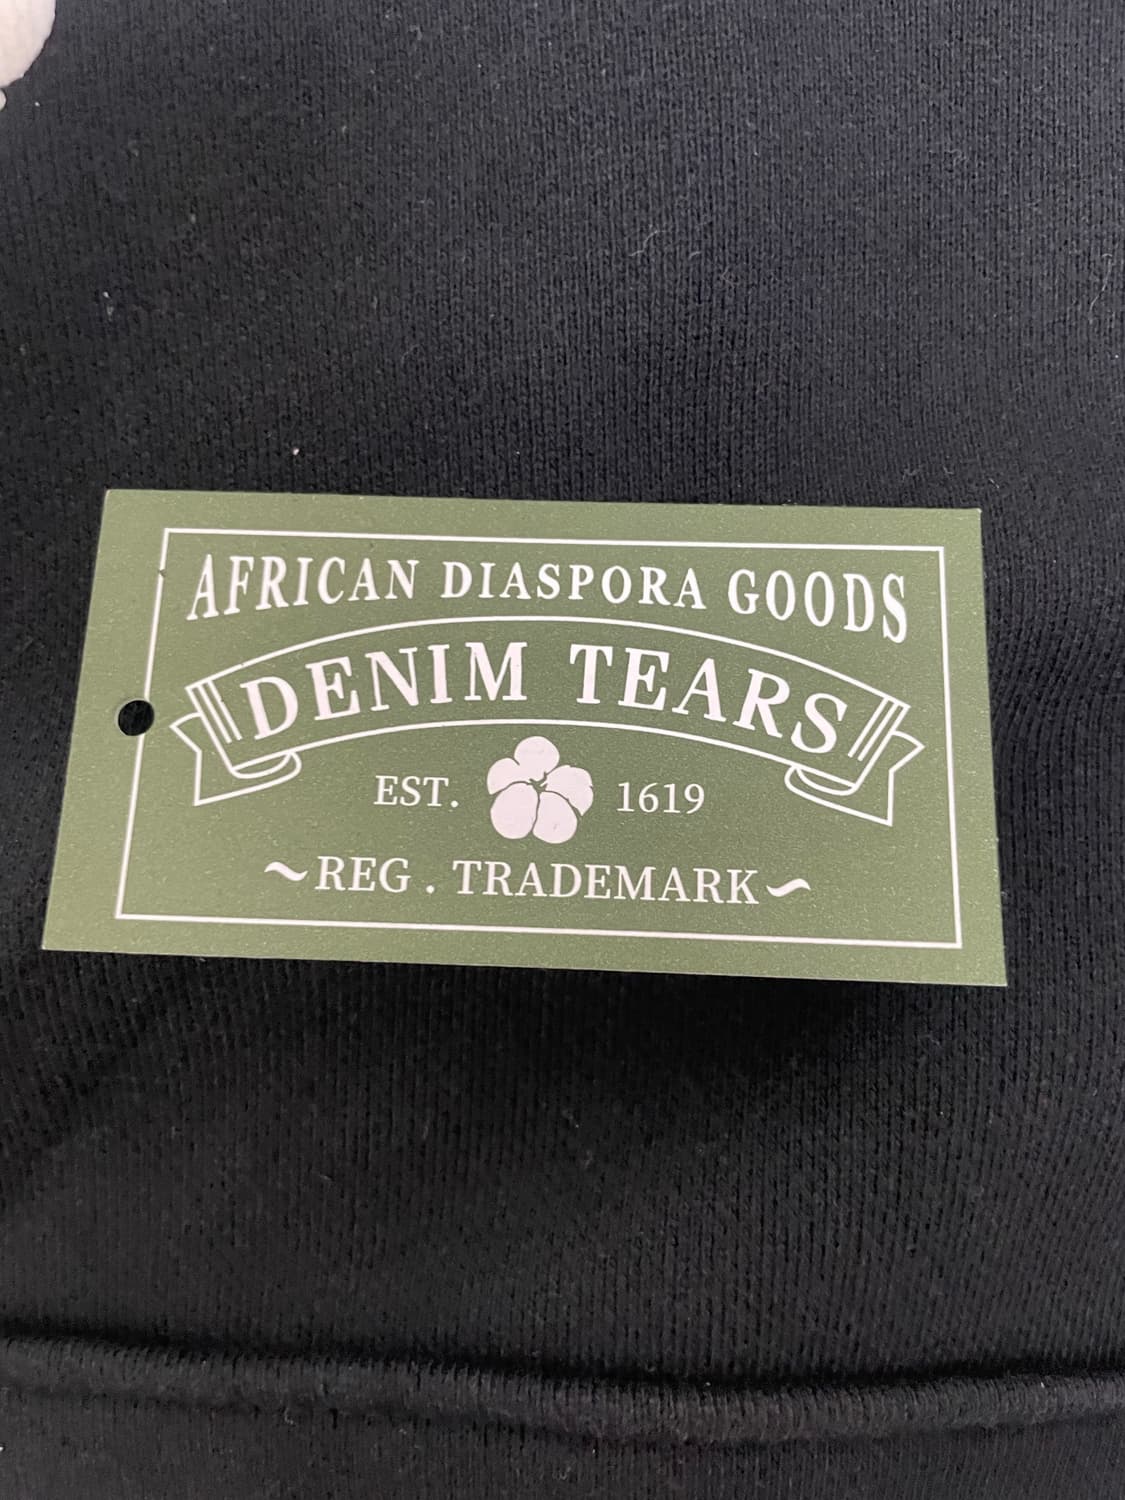 AFRICAN DIASPORA GOODS
DENIM TEARS
EST. 1619
~REG . TRADEMARK~